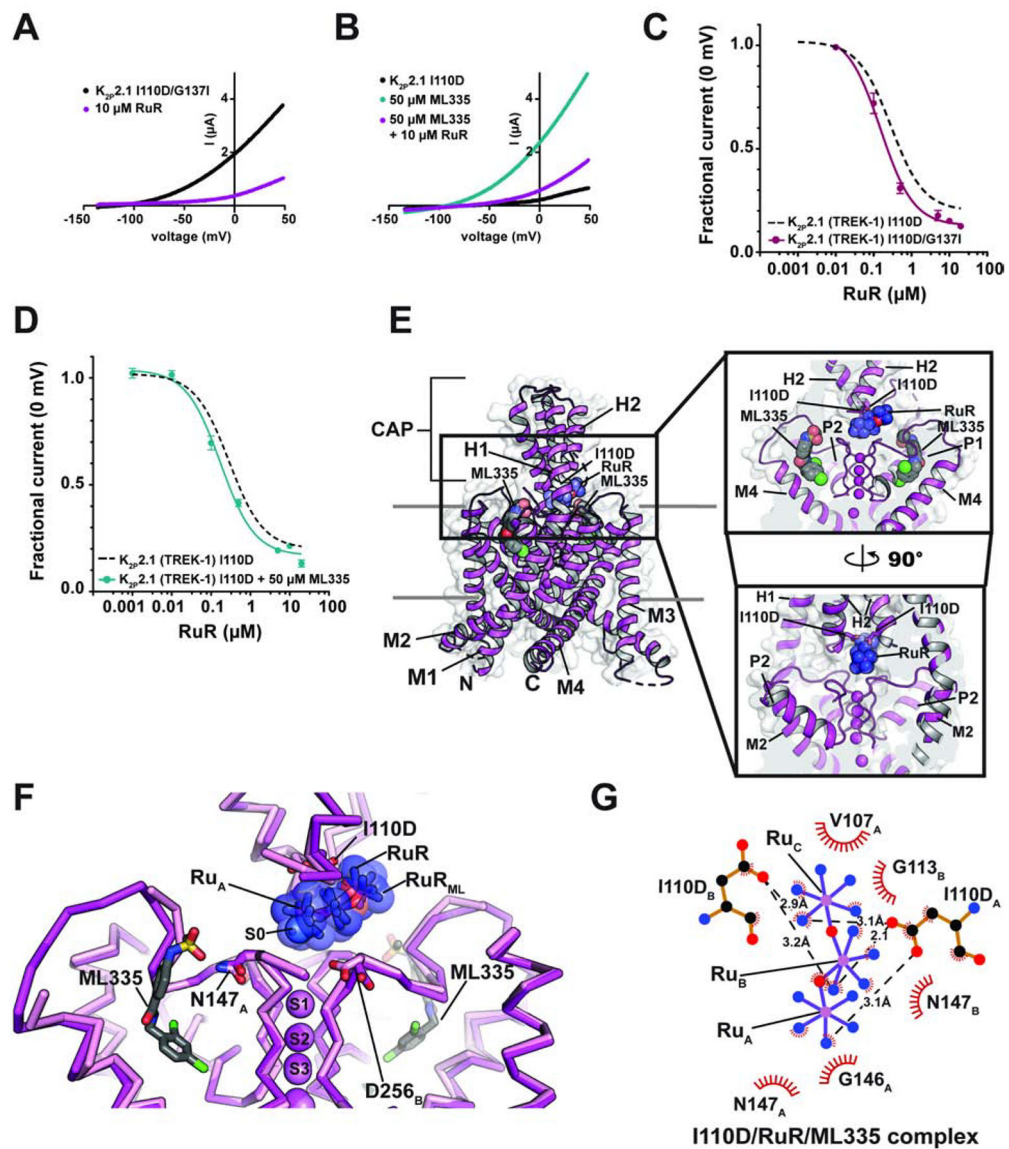 A
K2P2.1 I110D/G137I
10 µM RuR
I (µA)
4
2
-150
-100
-50
0
50
voltage (mV)
B
K2P2.1 I110D
50 µM ML335
50 µM ML335
+ 10 µM RuR
I (µA)
4
2
-150
-100
-50
0
50
voltage (mV)
C
Fractional current (0 mV)
1.0
0.5
0.0
K2P2.1 (TREK-1) I110D
K2P2.1 (TREK-1) I110D/G137I
0.001 0.01 0.1 1 10 100
RuR (µM)
D
Fractional current (0 mV)
1.0
0.5
0.0
K2P2.1 (TREK-1) I110D
K2P2.1 (TREK-1) I110D + 50 µM ML335
0.001 0.01 0.1 1 10 100
RuR (µM)
E
CAP
H2
H1
I110D
RuR
ML335
ML335
M2
M1
N
C
M4
M3
H2
H2
I110D
I110D
RuR
ML335
ML335
P2
P1
M4
M4
90°
H1
H2
I110D
I110D
RuR
P2
P2
M2
M2
F
I110D
RuR
RuA
RuRML
S0
ML335
N147A
ML335
S1
S2
S3
D256B
G
V107A
RuC
G113B
I110DB
I110DA
2.9Å
3.1Å
3.2Å
2.1
RuB
3.1Å
N147B
RuA
G146A
N147A
I110D/RuR/ML335 complex